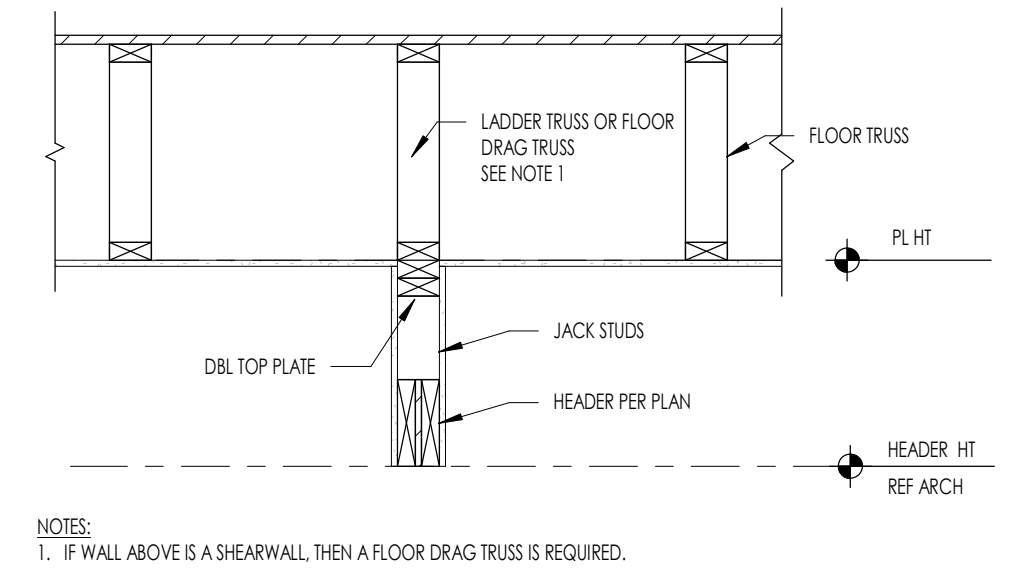 LADDER TRUSS OR FLOOR
DRAG TRUSS
SEE NOTE 1
FLOOR TRUSS
PL HT
JACK STUDS
DBL TOP PLATE
HEADER PER PLAN
HEADER HT
REF ARCH
NOTES:
1. IF WALL ABOVE IS A SHEARWALL, THEN A FLOOR DRAG TRUSS IS REQUIRED.